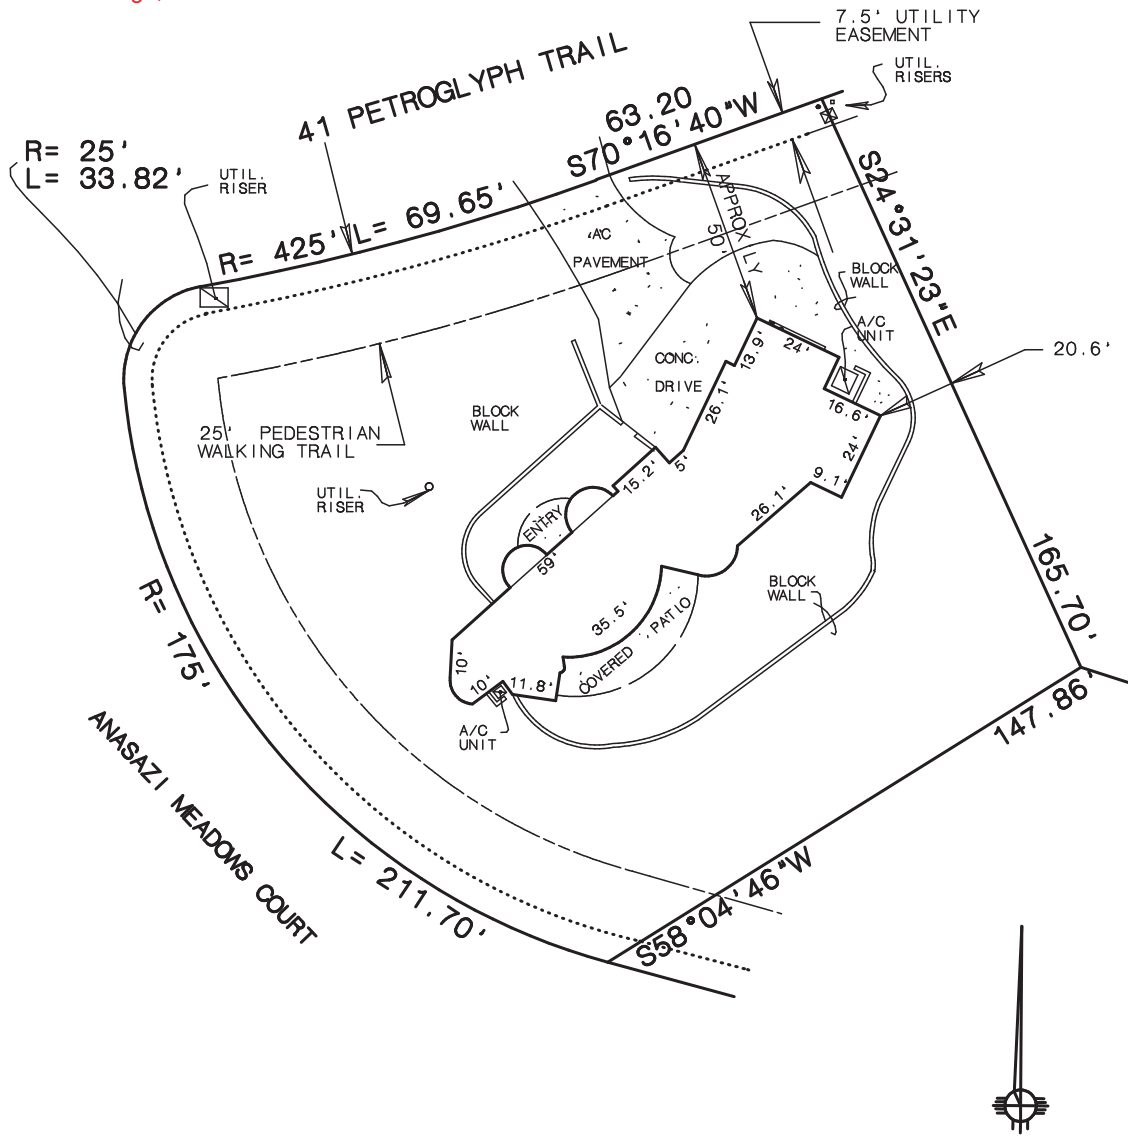 7.5' UTILITY
EASEMENT
UTIL.
RISERS
41 PETROGLYPH TRAIL
63.20
S70°16'40"W
R= 25'
L= 33.82'
UTIL.
RISER
R= 425' L= 69.65'
S24°31'23"E
APPROX LY
50'
AC
PAVEMENT
BLOCK
WALL
A/C
UNIT
20.6'
13.9'
24'
CONC.
DRIVE
26.1'
16.6'
24'
9.1'
BLOCK
WALL
25' PEDESTRIAN
WALKING TRAIL
5'
15.2'
UTIL.
RISER
ENTRY
26.1'
59'
165.70'
BLOCK
WALL
R= 175'
35.5'
COVERED PATIO
10'
10'
11.8'
A/C
UNIT
147.86'
ANASAZI MEADOWS COURT
L= 211.70'
S58°04'46"W